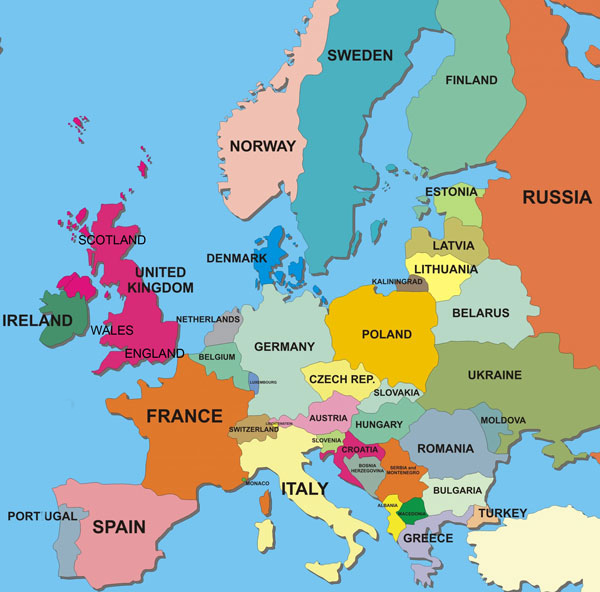 SWEDEN
FINLAND
NORWAY
RUSSIA
ESTONIA
SCOTLAND
LATVIA
DENMARK
LITHUANIA
UNITED
KINGDOM
KALININGRAD
BELARUS
IRELAND
NETHERLANDS
WALES
POLAND
GERMANY
ENGLAND
BELGIUM
UKRAINE
CZECH REP.
LUXEMBOURG
SLOVAKIA
FRANCE
AUSTRIA
MOLDOVA
LIECHTENSTEIN
HUNGARY
SWITZERLAND
SLOVENIA
ROMANIA
CROATIA
BOSNIA
HERZEGOVINA
SERBIA and
MONTENEGRO
MONACO
ITALY
BULGARIA
ALBANIA
MACEDONIA
TURKEY
PORT UGAL
SPAIN
GREECE